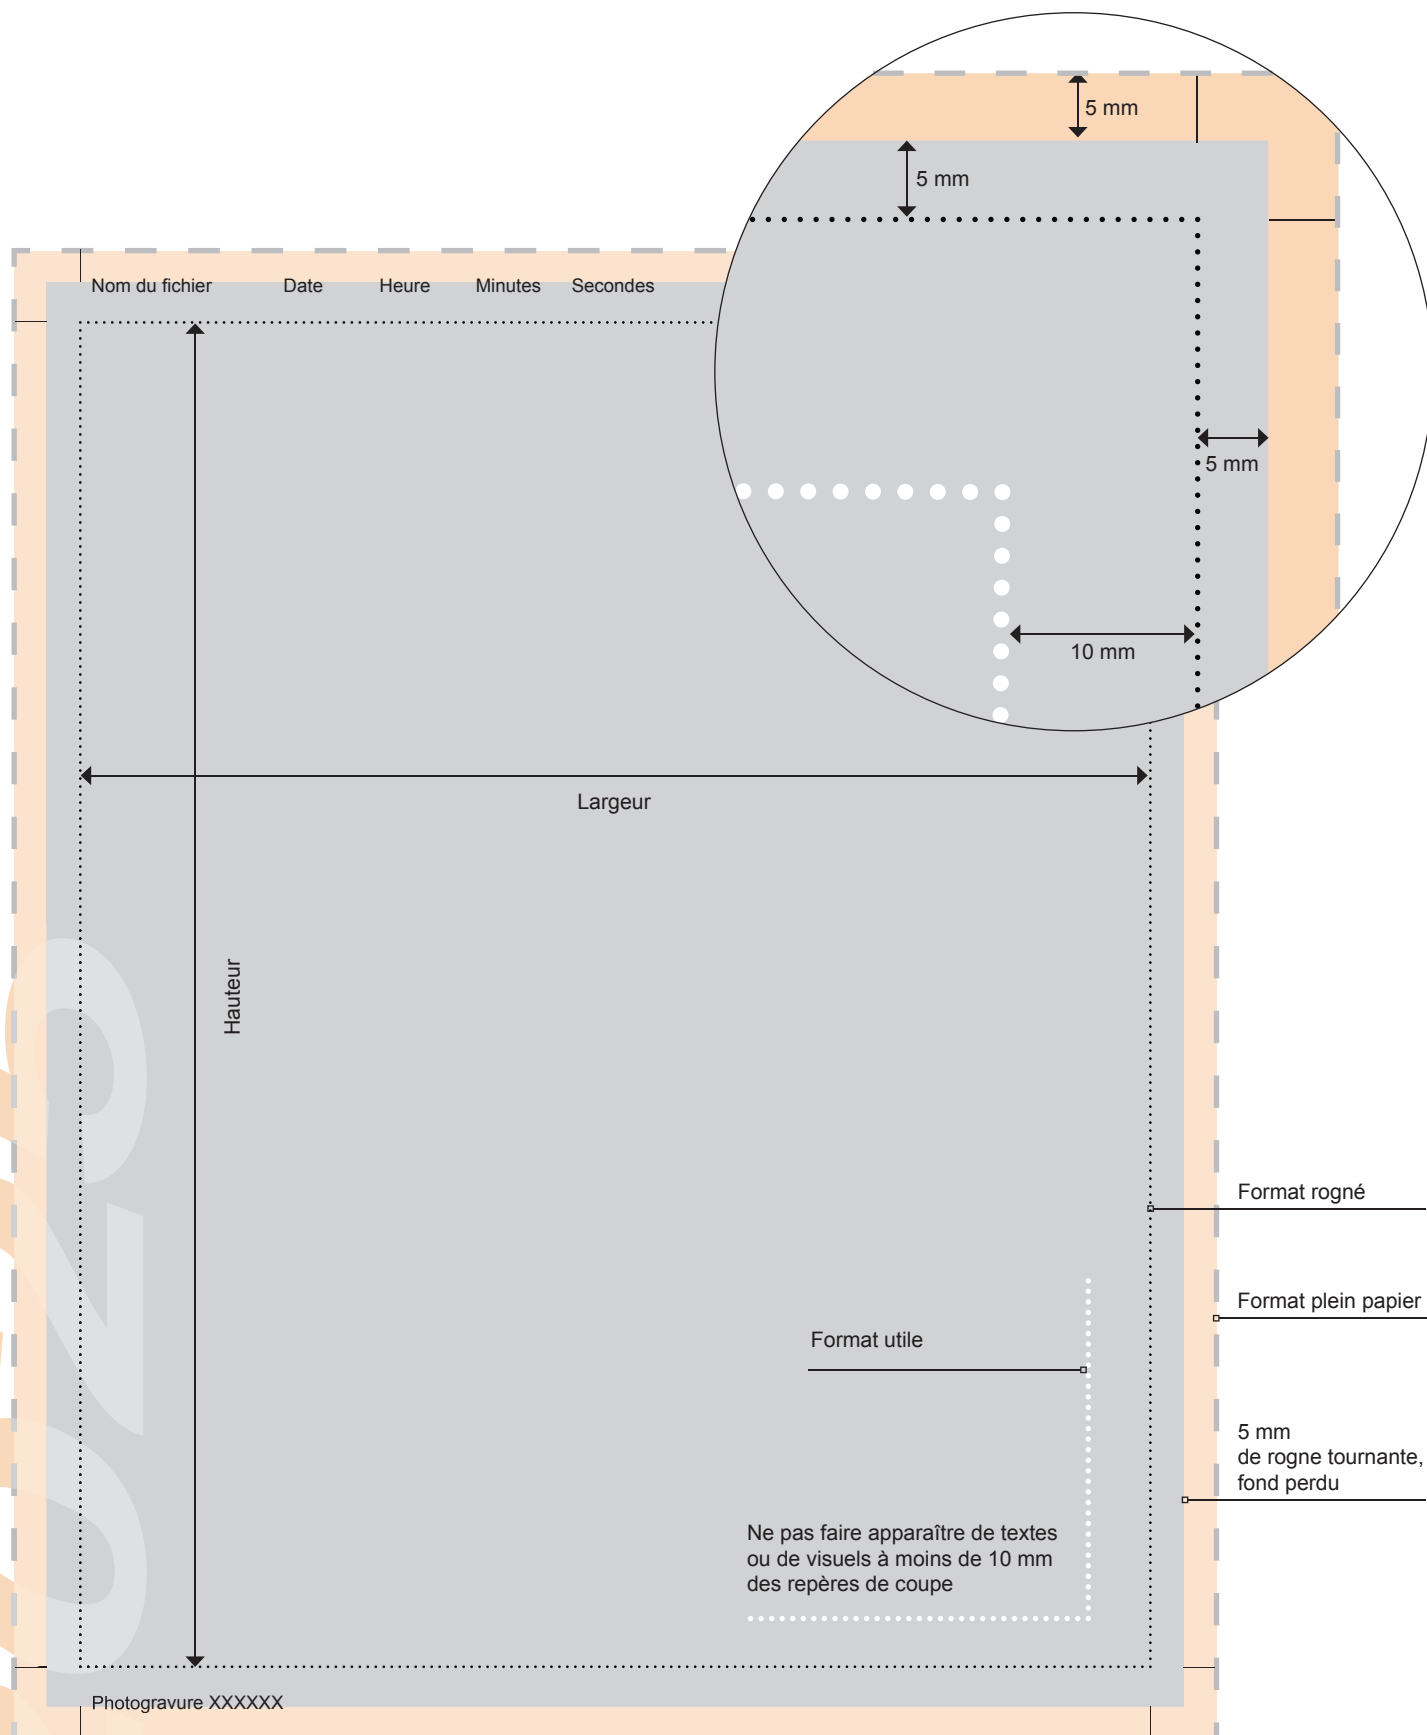 5 mm
5 mm
Nom du fichier Date Heure Minutes Secondes
5 mm
10 mm
Largeur
Hauteur
Format rogné
Format plein papier
Format utile
5 mm
de rogne tournante,
fond perdu
Ne pas faire apparaître de textes
ou de visuels à moins de 10 mm
des repères de coupe
Photogravure XXXXXX